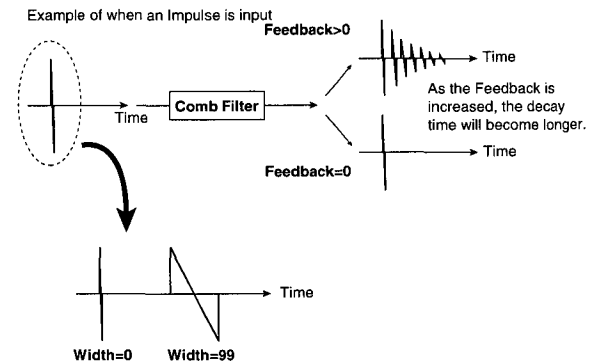 Example of when an Impulse is input
Feedback>0
Time
As the Feedback is
increased, the decay
time will become longer.
Time
Comb Filter
Time
Feedback=0
Time
Width=0 Width=99